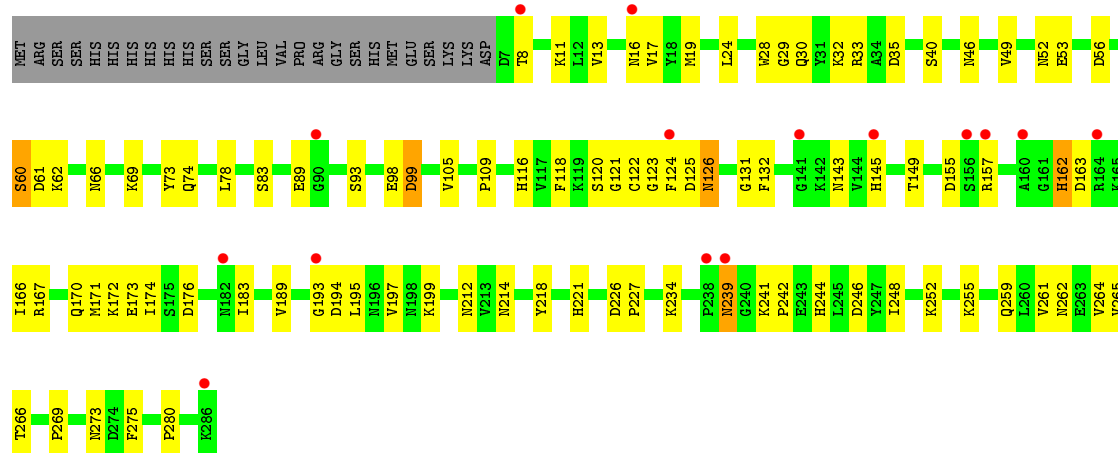 MET ARG SER SER HIS HIS HIS HIS HIS HIS SER SER GLY LEU VAL PRO ARG GLY SER HIS MET GLU SER LYS LYS ASP D7 T8 K11 L12 V13 N16 V17 Y18 M19 L24 W28 G29 Q30 Y31 K32 R33 A34 D35 S40 N46 V49 N52 E53 D56
S60 D61 K62 N66 K69 Y73 Q74 L78 S83 E89 G90 S93 E98 D99 V105 P109 H116 V117 F118 K119 S120 G121 C122 G123 F124 D125 N126 G131 F132 G141 K142 N143 V144 H145 T149 D155 S156 R157 A160 G161 H162 D163 R164 K165
I166 R167 Q170 M171 K172 E173 I174 S175 D176 N182 I183 V189 G193 D194 L195 N196 V197 N198 K199 N212 V213 N214 Y218 H221 D226 P227 K234 P238 N239 G240 K241 P242 E243 H244 L245 D246 Y247 I248 K252 K255 Q259 L260 V261 N262 E263 V264
T266 P269 N273 D274 F275 P280 K286